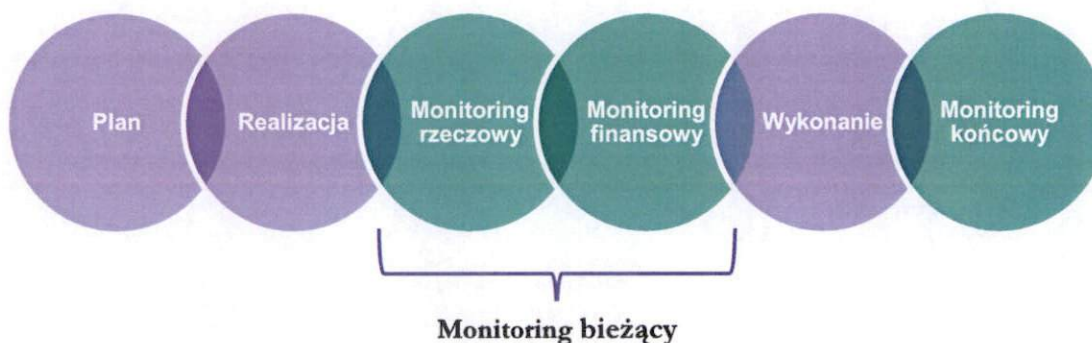 Plan
Realizacja
Monitoring
rzeczowy
Monitoring
finansowy
Wykonanie
Monitoring
końcowy
Monitoring bieżący